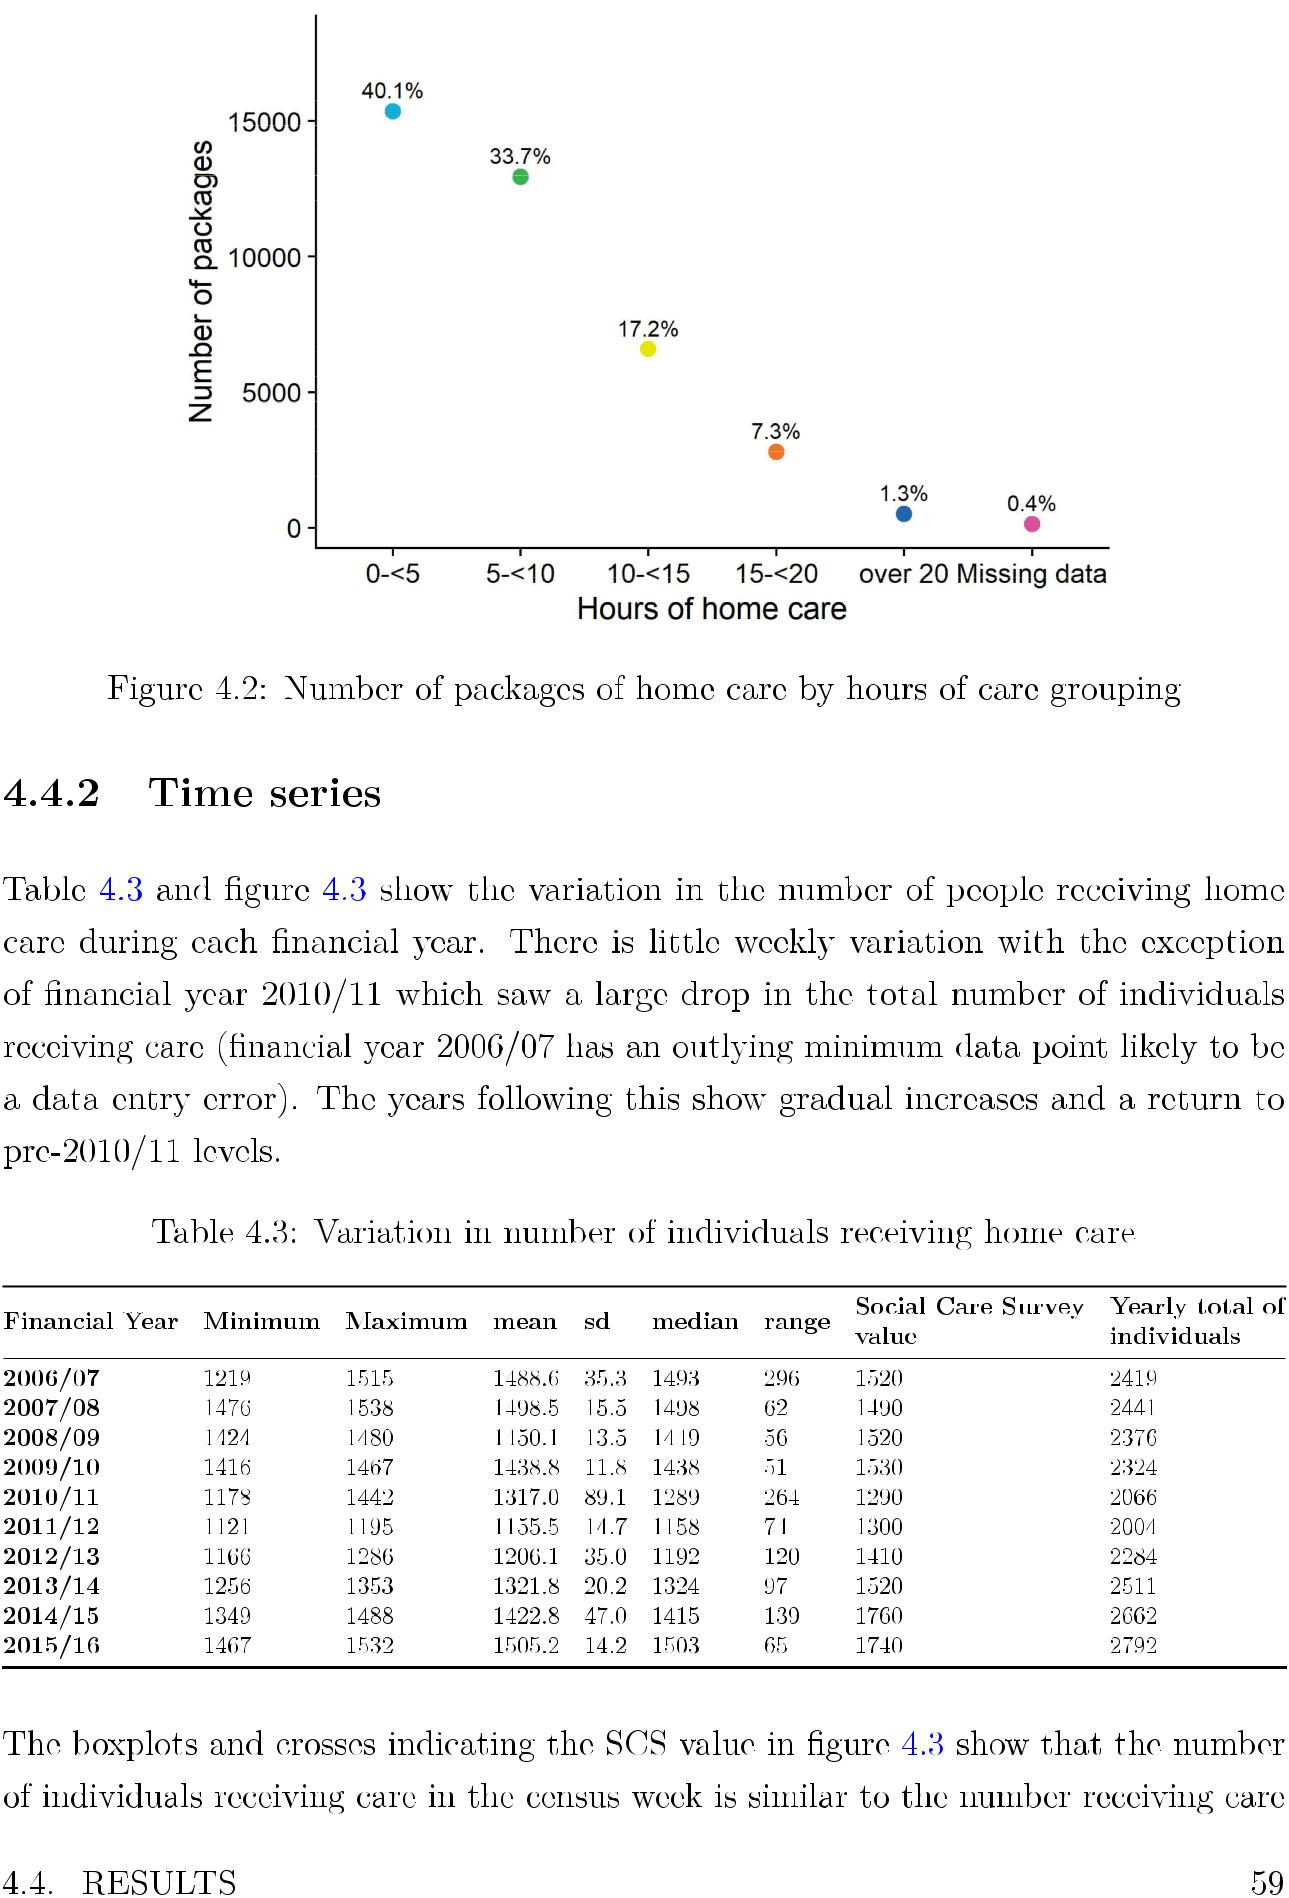 40.1%
15000
33.7%
Number of packages
10000
17.2%
5000
7.3%
1.3%
0.4%
0
0-<5 5-<10 10-<15 15-<20 over 20 Missing data
Hours of home care
Figure 4.2: Number of packages of home care by hours of care grouping
4.4.2 Time series
Table 4.3 and figure 4.3 show the variation in the number of people receiving home
care during each financial year. There is little weekly variation with the exception
of financial year 2010/11 which saw a large drop in the total number of individuals
receiving care (financial year 2006/07 has an outlying minimum data point likely to be
a data entry error). The years following this show gradual increases and a return to
pre-2010/11 levels.
Table 4.3: Variation in number of individuals receiving home care
Financial Year Minimum Maximum mean sd median range Social Care Survey value Yearly total of individuals
2006/07 1219 1515 1488.6 35.3 1493 296 1520 2419
2007/08 1476 1538 1498.5 15.5 1498 62 1490 2441
2008/09 1424 1480 1450.1 13.5 1449 56 1520 2376
2009/10 1416 1467 1438.8 11.8 1438 51 1530 2324
2010/11 1178 1442 1317.0 89.1 1289 264 1290 2066
2011/12 1121 1195 1155.5 14.7 1158 74 1300 2004
2012/13 1166 1286 1206.1 35.0 1192 120 1410 2284
2013/14 1256 1353 1321.8 20.2 1324 97 1520 2511
2014/15 1349 1488 1422.8 47.0 1415 139 1760 2662
2015/16 1467 1532 1505.2 14.2 1503 65 1740 2792
The boxplots and crosses indicating the SCS value in figure 4.3 show that the number
of individuals receiving care in the census week is similar to the number receiving care
4.4. RESULTS 59